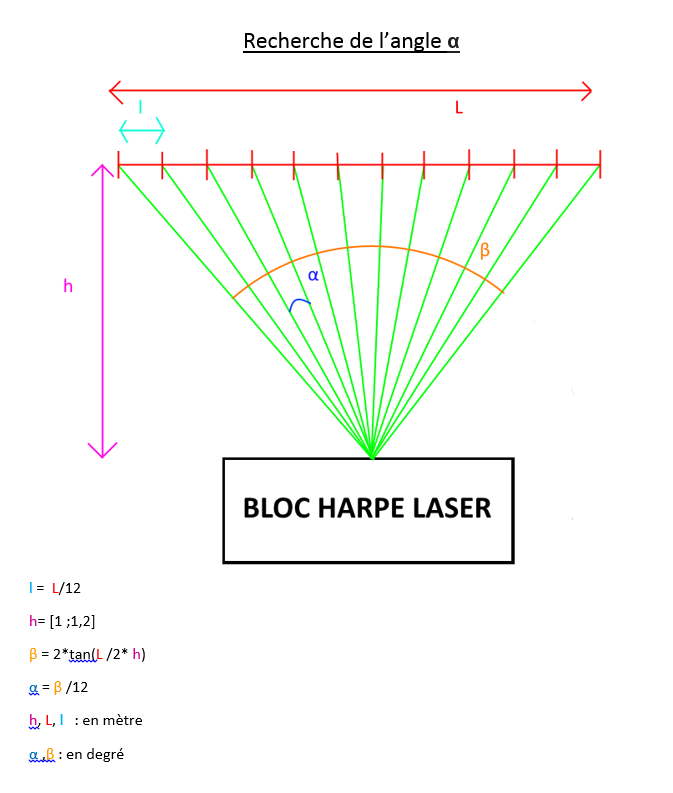 Recherche de l’angle α
l
L
h
α
β
BLOC HARPE LASER
l = L/12
h= [1 ;1,2]
β = 2*tan(L /2* h)
α = β /12
h, L, l : en mètre
α ,β : en degré